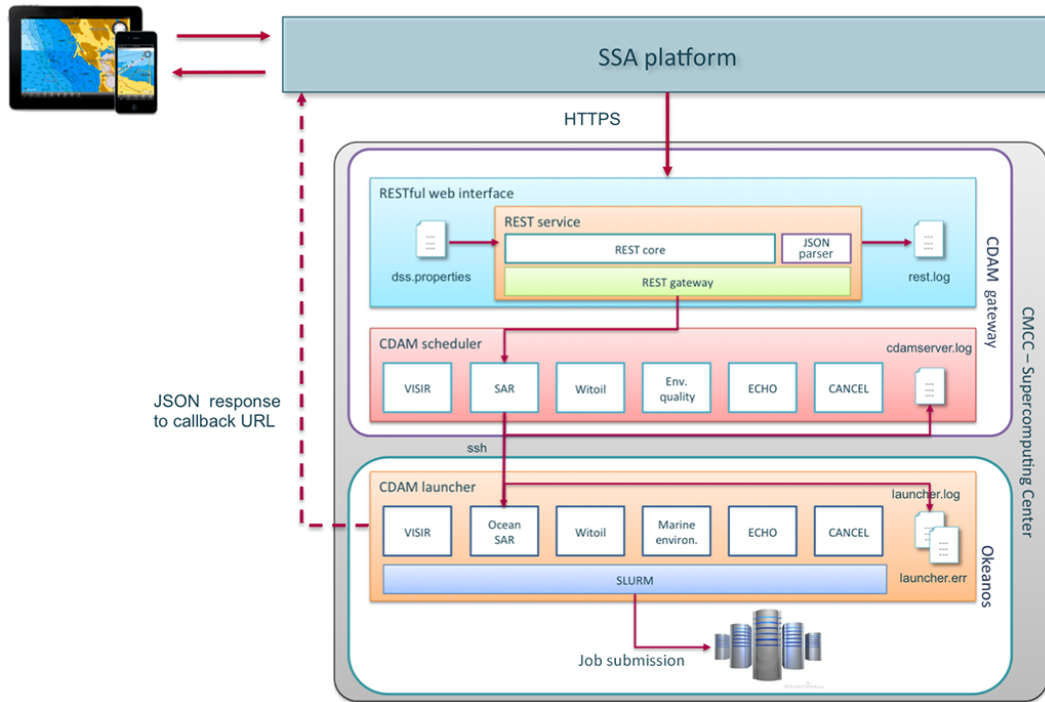 SSA platform
HTTPS
RESTful web interface
REST service
REST core
JSON
parser
REST gateway
dss.properties
rest.log
CDAM gateway
CDAM scheduler
cdamserver.log
VISIR
SAR
Witoil
Env.
quality
ECHO
CANCEL
CMCC – Supercomputing Center
JSON response
to callback URL
ssh
CDAM launcher
launcher.log
VISIR
Ocean
SAR
Witoil
Marine
environ.
ECHO
CANCEL
launcher.err
SLURM
Okeanos
Job submission